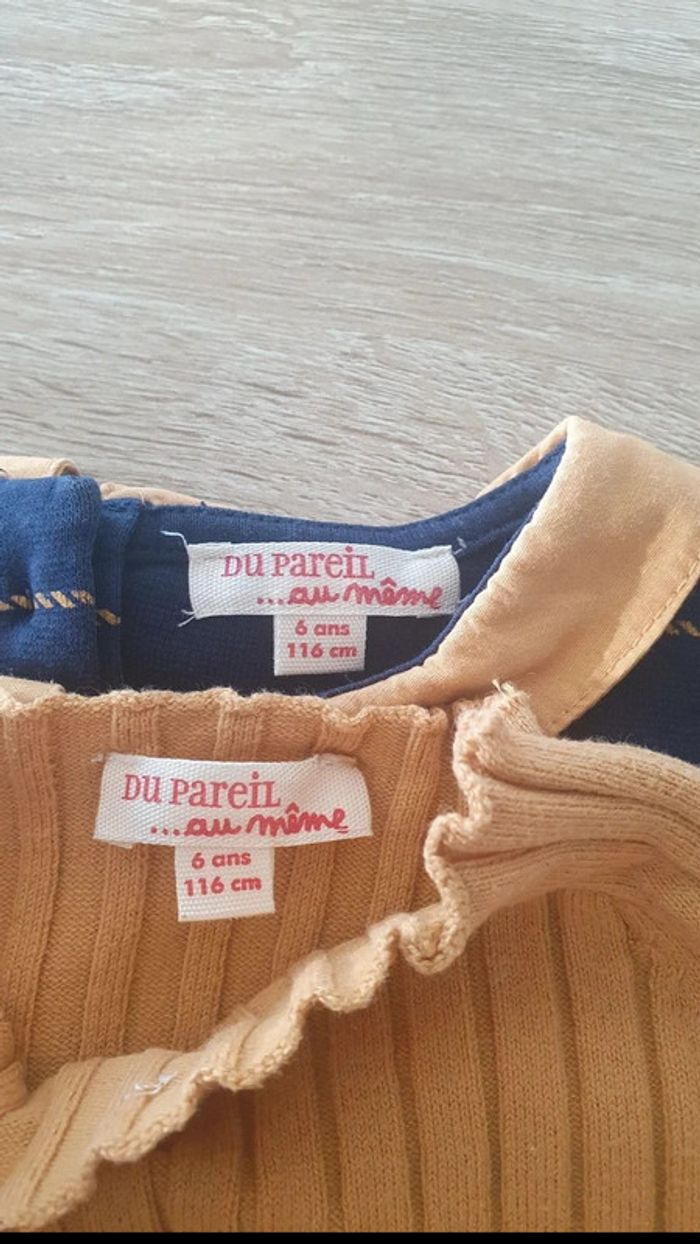 DU PAREIL
...au même
6 ans
116 cm
DU PAREIL
...au même
6 ans
116 cm